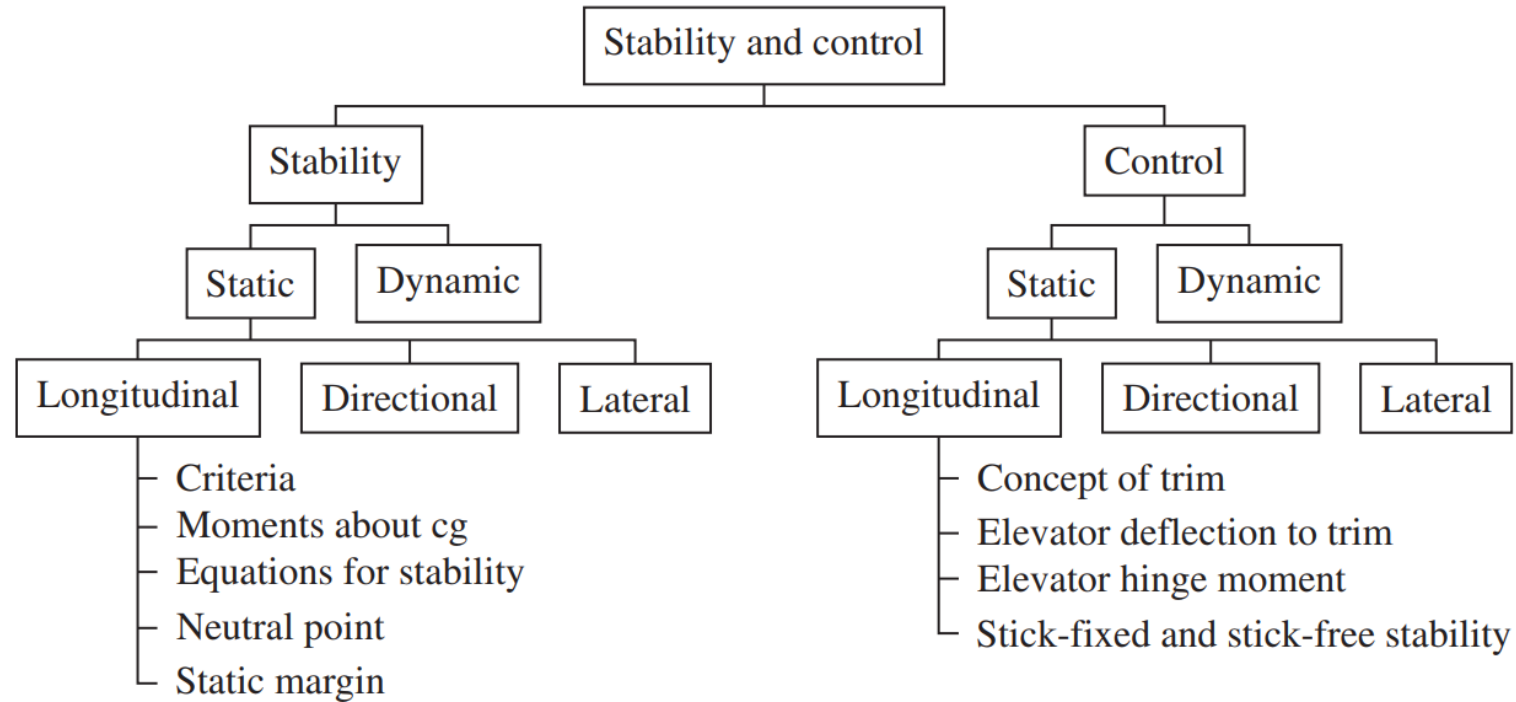 Stability and control
Stability
Control
Static
Dynamic
Static
Dynamic
Longitudinal
Directional
Lateral
Longitudinal
Directional
Lateral
Criteria
Moments about cg
Equations for stability
Neutral point
Static margin
Concept of trim
Elevator deflection to trim
Elevator hinge moment
Stick-fixed and stick-free stability